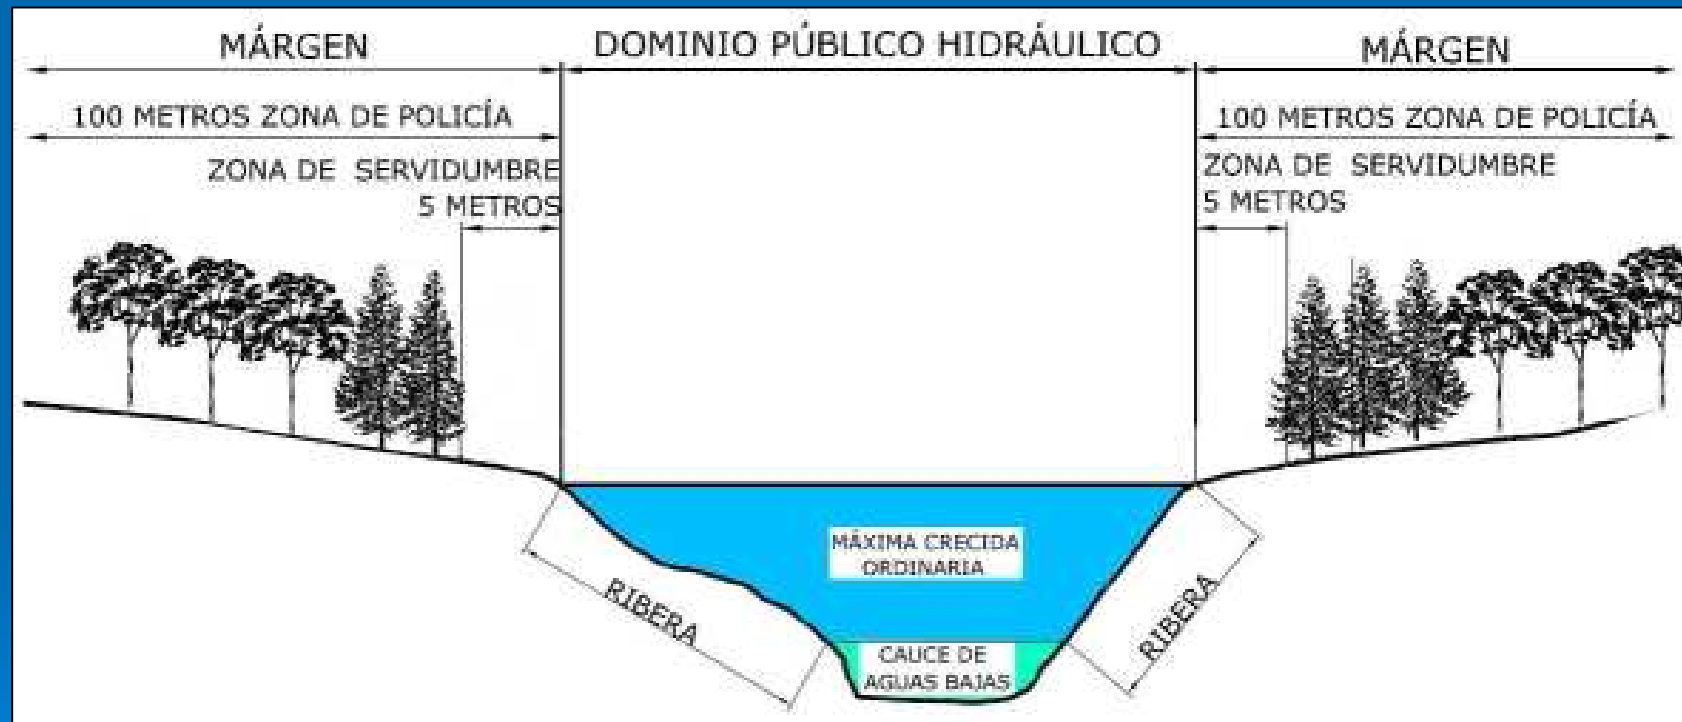 MÁRGEN
DOMINIO PÚBLICO HIDRÁULICO
MÁRGEN
100 METROS ZONA DE POLICÍA
100 METROS ZONA DE POLICÍA
ZONA DE SERVIDUMBRE
5 METROS
ZONA DE SERVIDUMBRE
5 METROS
MÁXIMA CRECIDA
ORDINARIA
RIBERA
RIBERA
CAUCE DE
AGUAS BAJAS